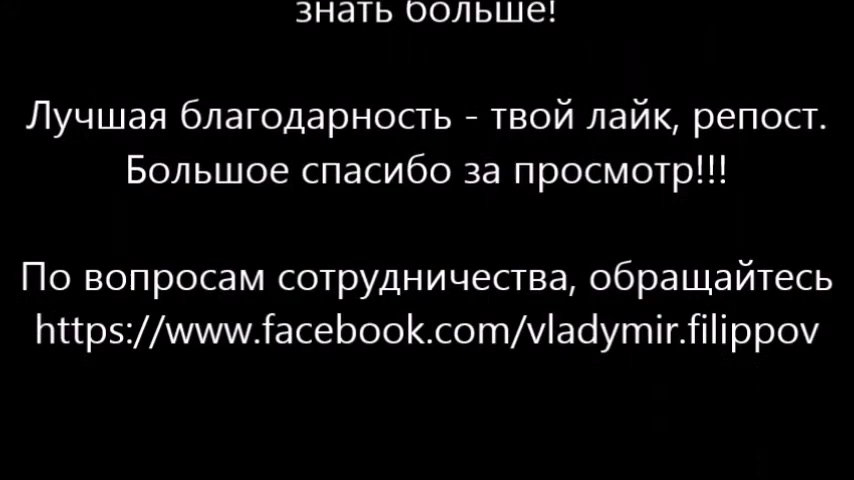 знать больше!
Лучшая благодарность - твой лайк, репост.
Большое спасибо за просмотр!!!
По вопросам сотрудничества, обращайтесь
https://www.facebook.com/vladymir.filippov